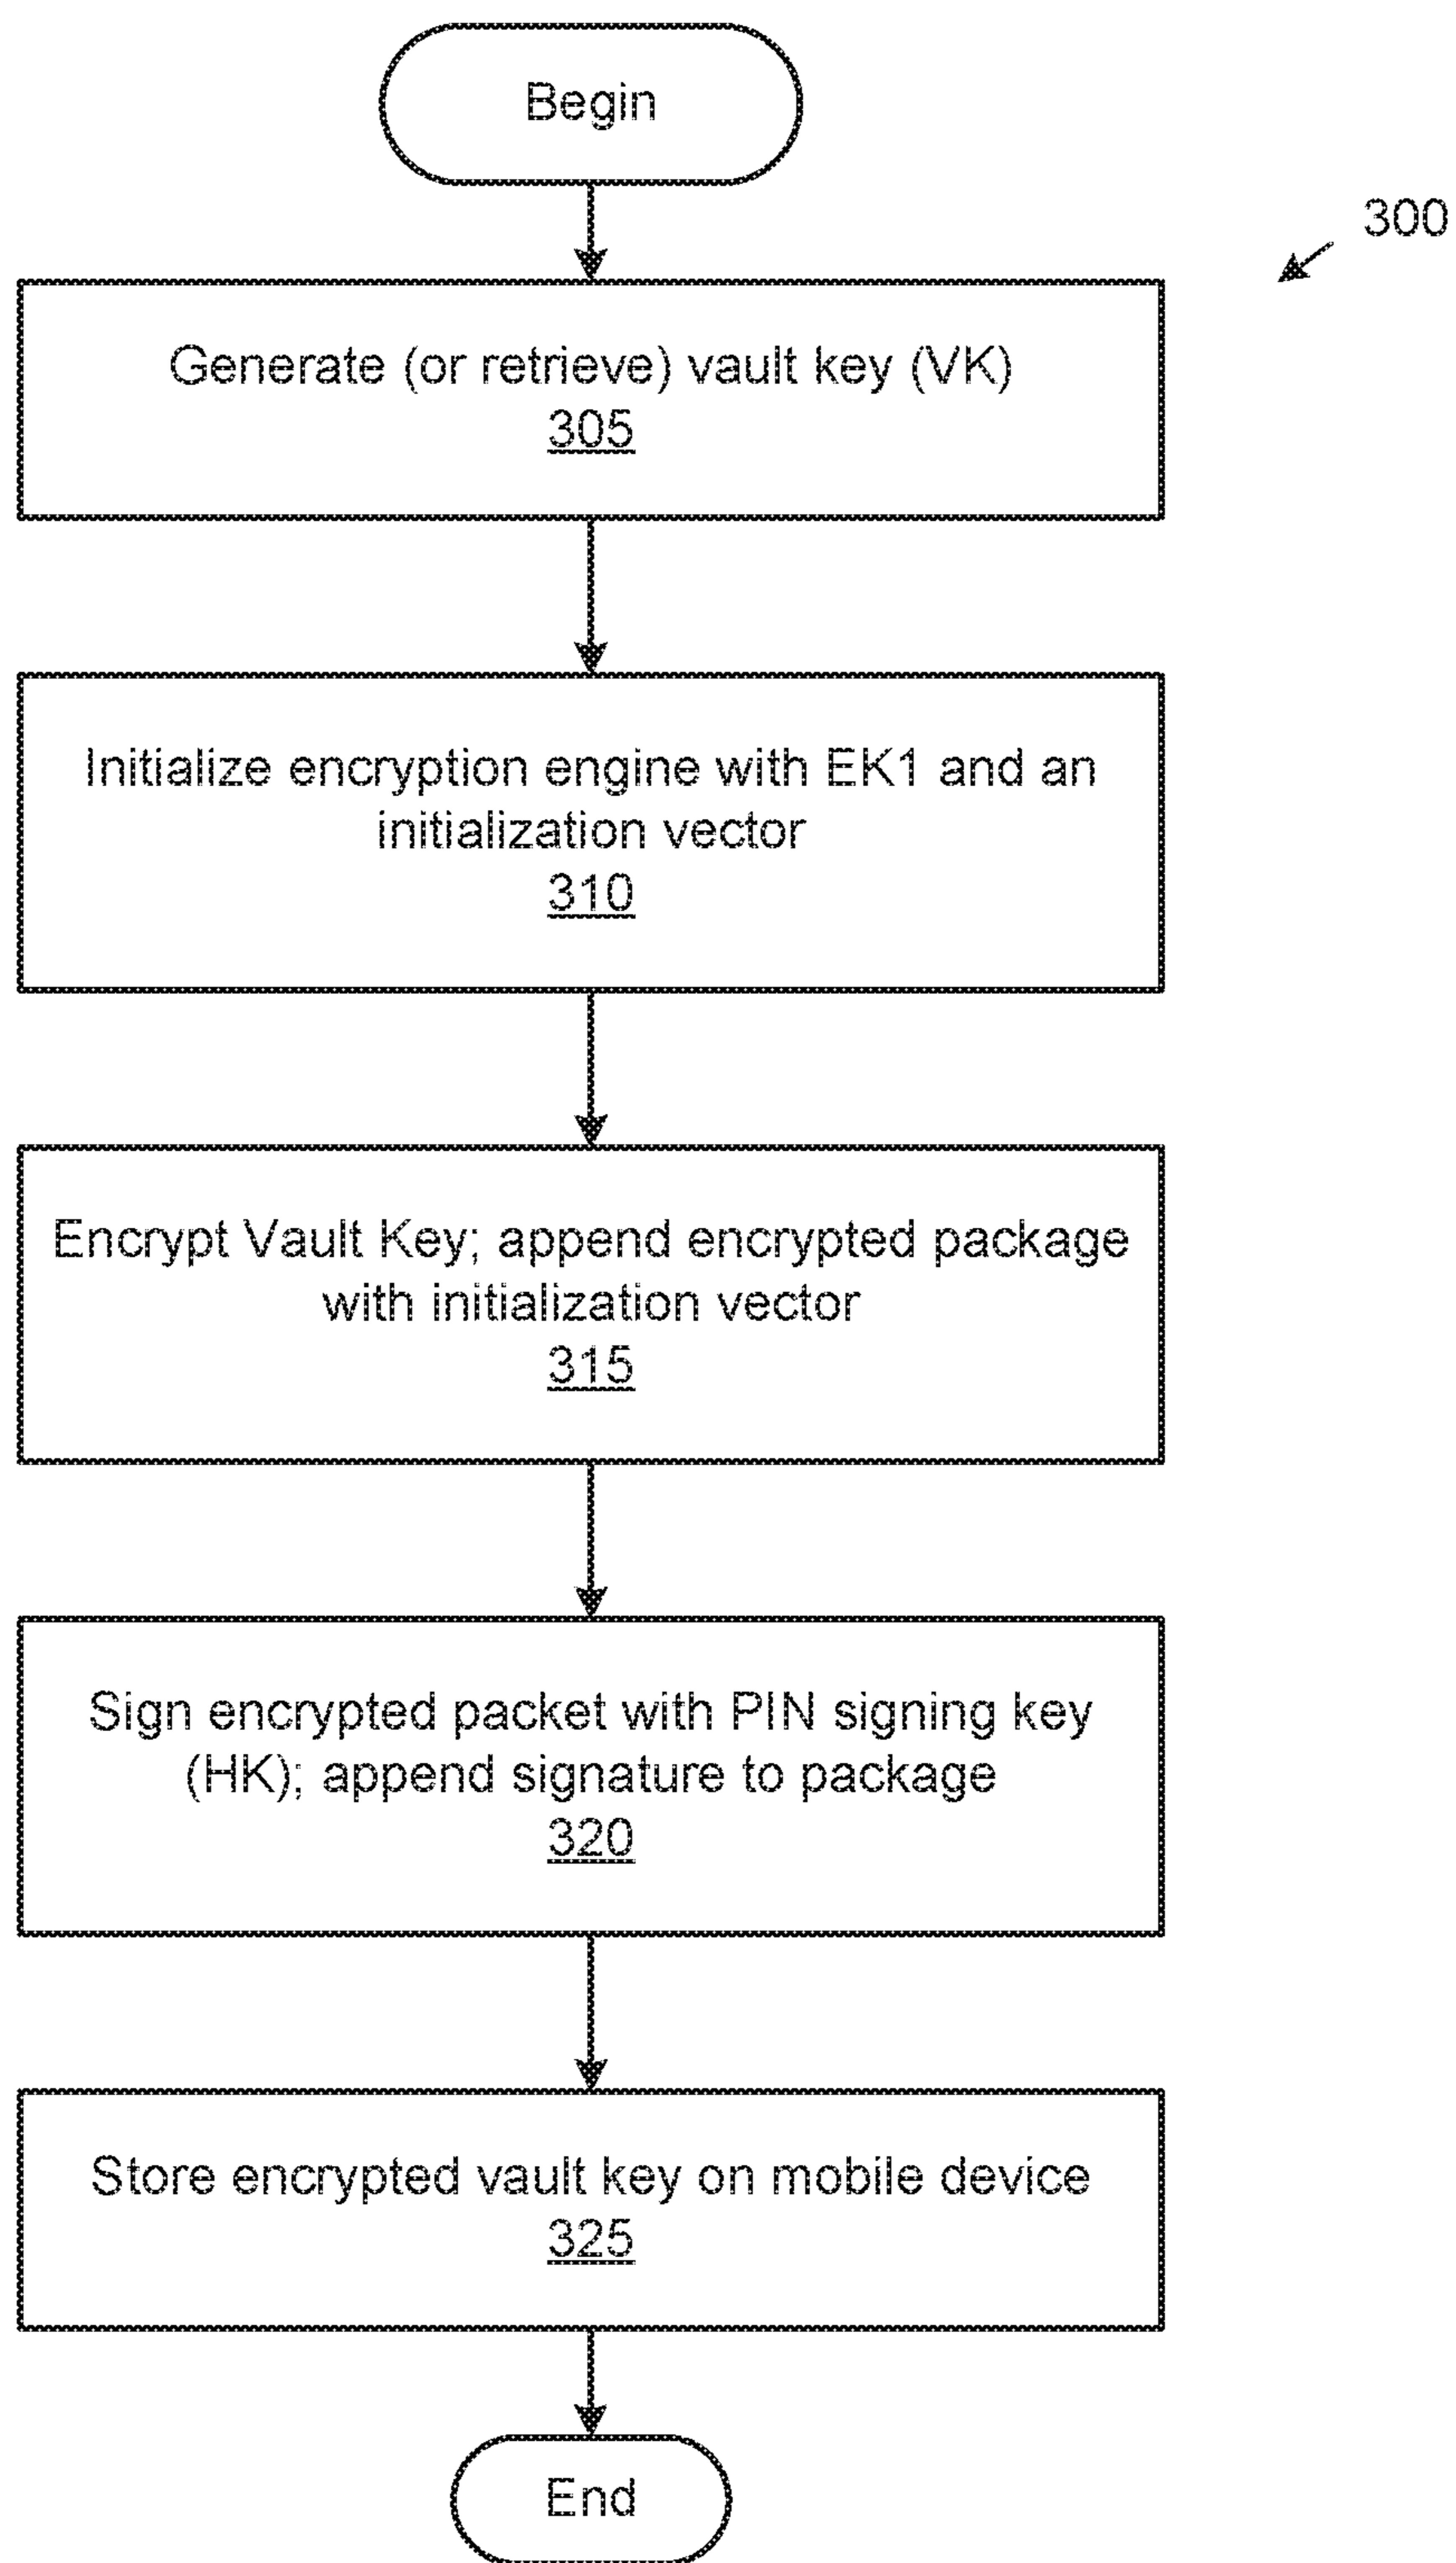 Begin
300
Generate (or retrieve) vault key (VK)
305
Initialize encryption engine with EK1 and an
initialization vector
310
Encrypt Vault Key; append encrypted package
with initialization vector
315
Sign encrypted packet with PIN signing key
(HK); append signature to package
320
Store encrypted vault key on mobile device
325
End